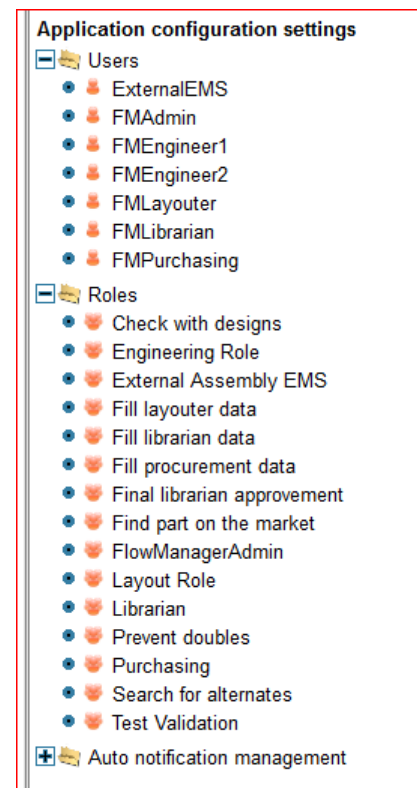 Application configuration settings
Users
ExternalEMS
FMAdmin
FMEngineer1
FMEngineer2
FMLayouter
FMLibrarian
FMPurchasing
Roles
Check with designs
Engineering Role
External Assembly EMS
Fill layouter data
Fill librarian data
Fill procurement data
Final librarian approvement
Find part on the market
FlowManagerAdmin
Layout Role
Librarian
Prevent doubles
Purchasing
Search for alternates
Test Validation
Auto notification management